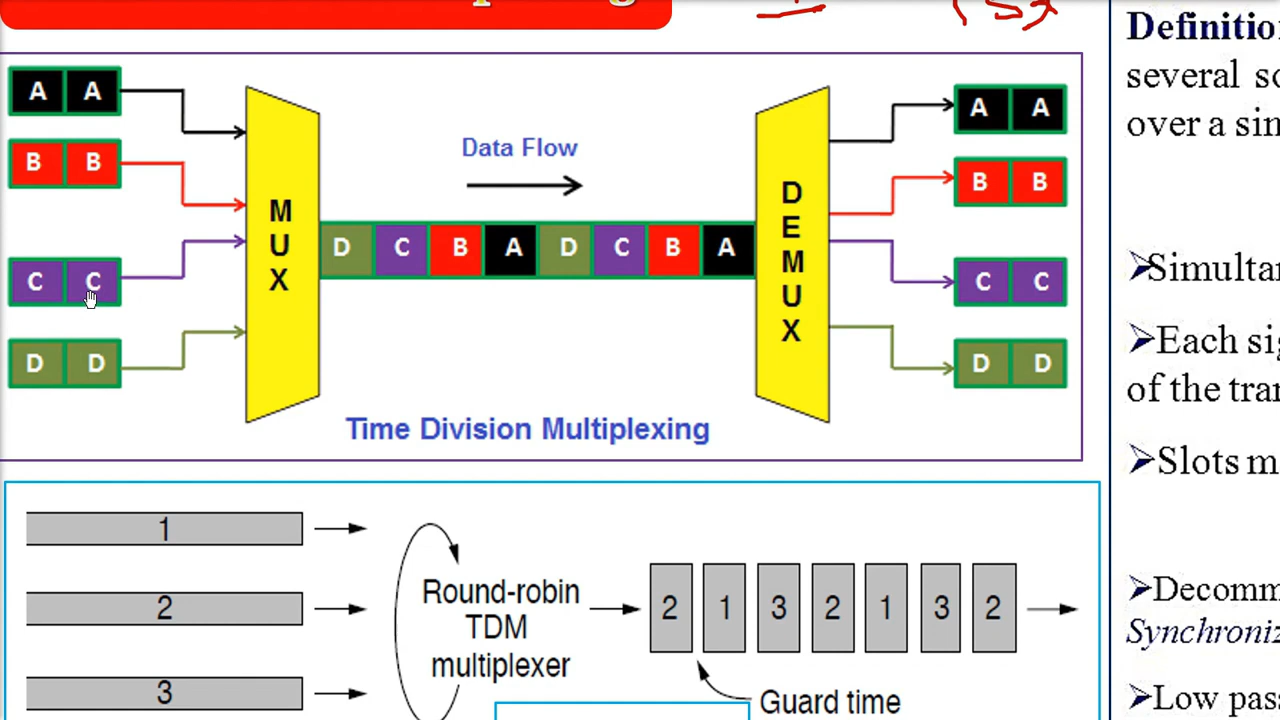 Definition
several so
over a sin
A A
B B
C C
D D
MUX
Data Flow
D C B A D C B A
DEMUX
A A
B B
C C
D D
Time Division Multiplexing
Simultan
Each sig
of the tran
Slots m
1
2
3
Round-robin
TDM
multiplexer
2 1 3 2 1 3 2
Guard time
Decomm
Synchroniz
Low pass